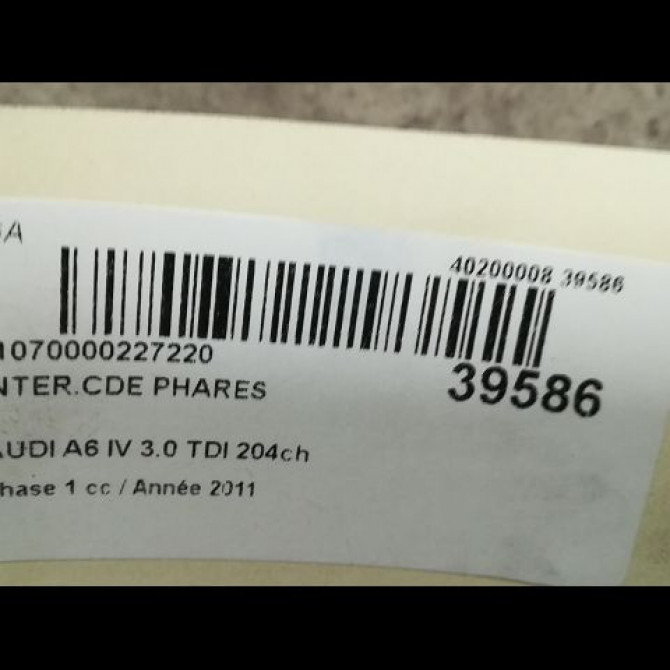 40200008 39586
1070000227220
39586
NTER.CDE PHARES
AUDI A6 IV 3.0 TDI 204ch
hase 1 cc / Année 2011